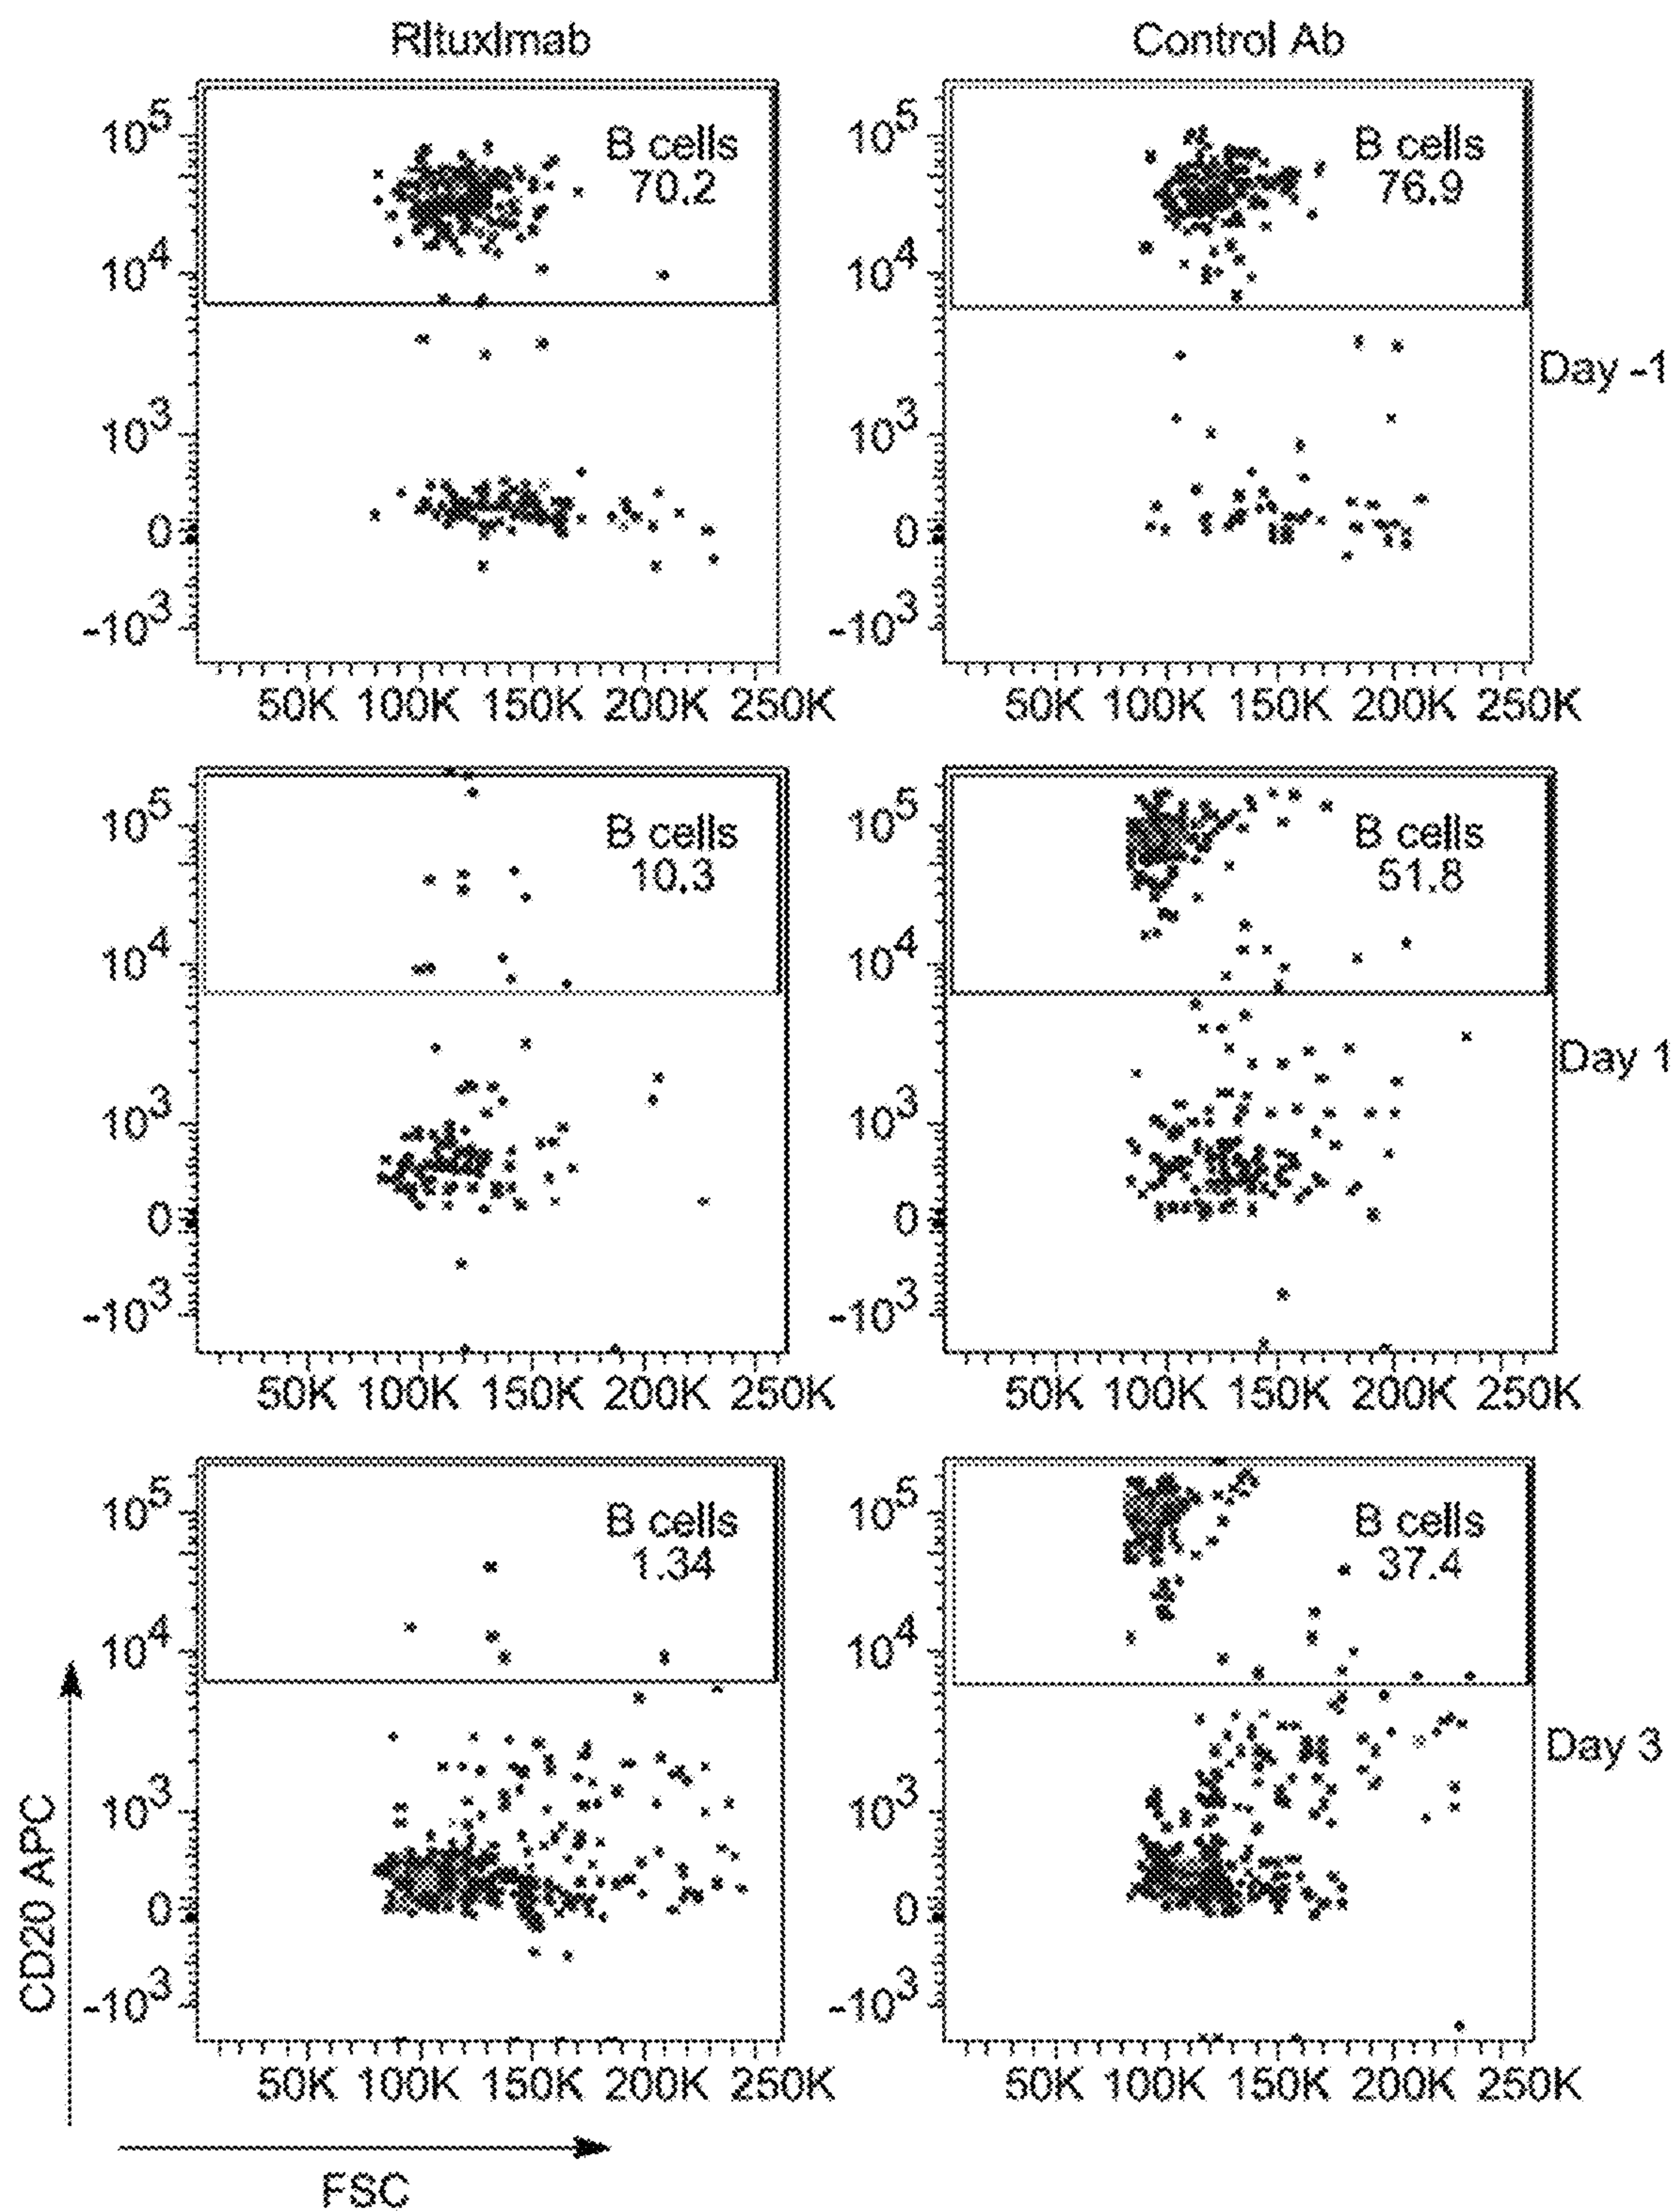 Rituximab Control Ab
10^5 B cells 70.2
10^4
10^3
0
-10^3
50K 100K 150K 200K 250K
10^5 B cells 76.9
10^4
10^3
0
-10^3
50K 100K 150K 200K 250K
Day -1
10^5 B cells 10.3
10^4
10^3
0
-10^3
50K 100K 150K 200K 250K
10^5 B cells 51.8
10^4
10^3
0
-10^3
50K 100K 150K 200K 250K
Day 1
10^5 B cells 1.34
10^4
10^3
0
-10^3
50K 100K 150K 200K 250K
10^5 B cells 37.4
10^4
10^3
0
-10^3
50K 100K 150K 200K 250K
Day 3
CD20 APC
FSC